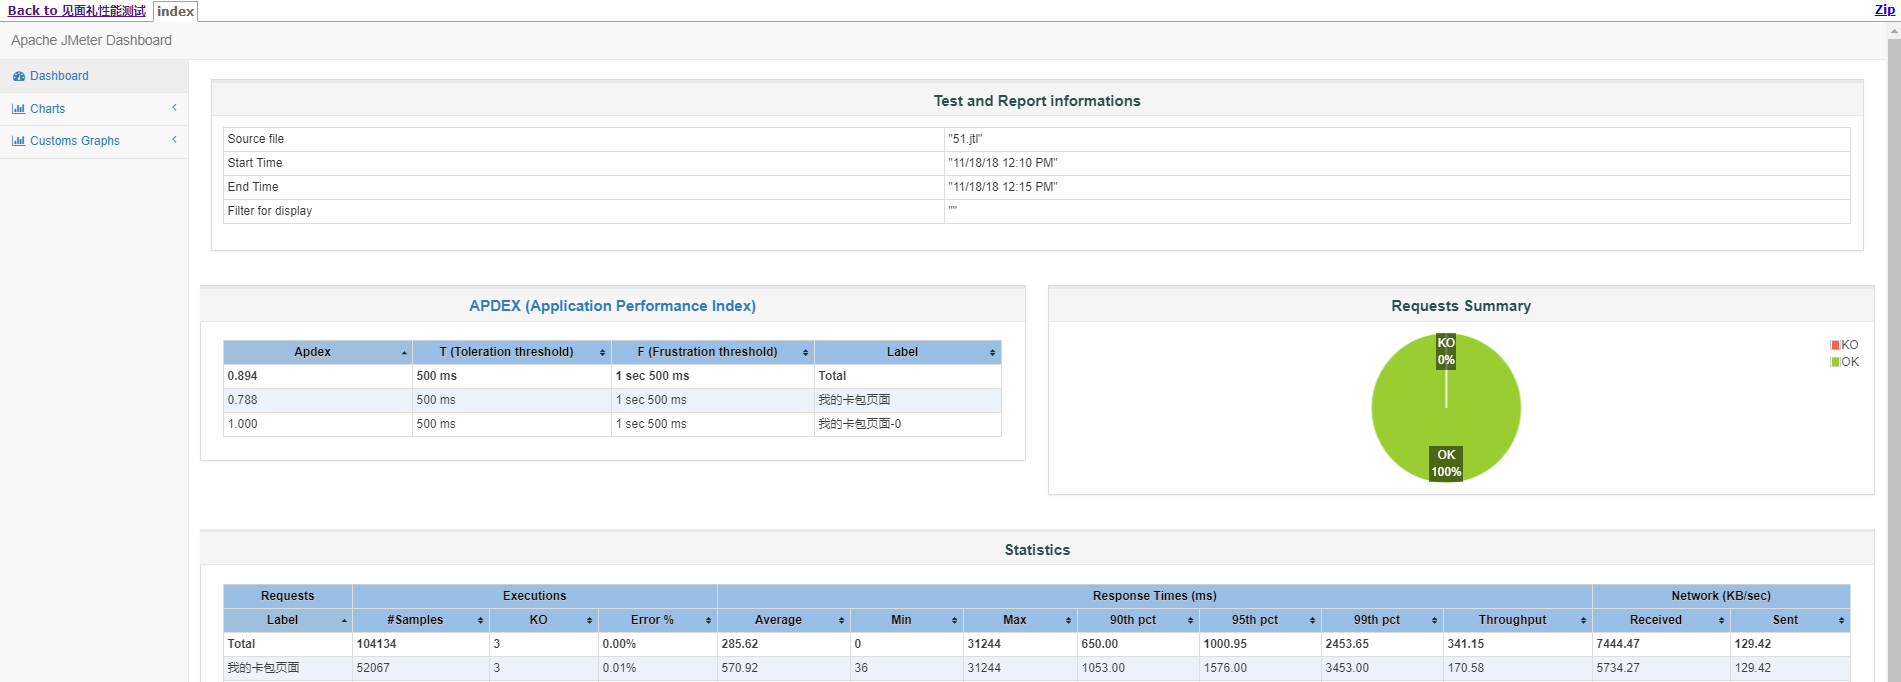 Back to 见面礼性能测试 index Zip
Apache JMeter Dashboard
Dashboard
Charts
Customs Graphs
Test and Report informations
Source file "51.jtl"
Start Time "11/18/18 12:10 PM"
End Time "11/18/18 12:15 PM"
Filter for display ""
APDEX (Application Performance Index)
Apdex T (Toleration threshold) F (Frustration threshold) Label
0.894 500 ms 1 sec 500 ms Total
0.788 500 ms 1 sec 500 ms 我的卡包页面
1.000 500 ms 1 sec 500 ms 我的卡包页面-0
Requests Summary
KO
0%
OK
100%
KO
OK
Statistics
Requests Executions Response Times (ms) Network (KB/sec)
Label #Samples KO Error % Average Min Max 90th pct 95th pct 99th pct Throughput Received Sent
Total 104134 3 0.00% 285.62 0 31244 650.00 1000.95 2453.65 341.15 7444.47 129.42
我的卡包页面 52067 3 0.01% 570.92 36 31244 1053.00 1576.00 3453.00 170.58 5734.27 129.42